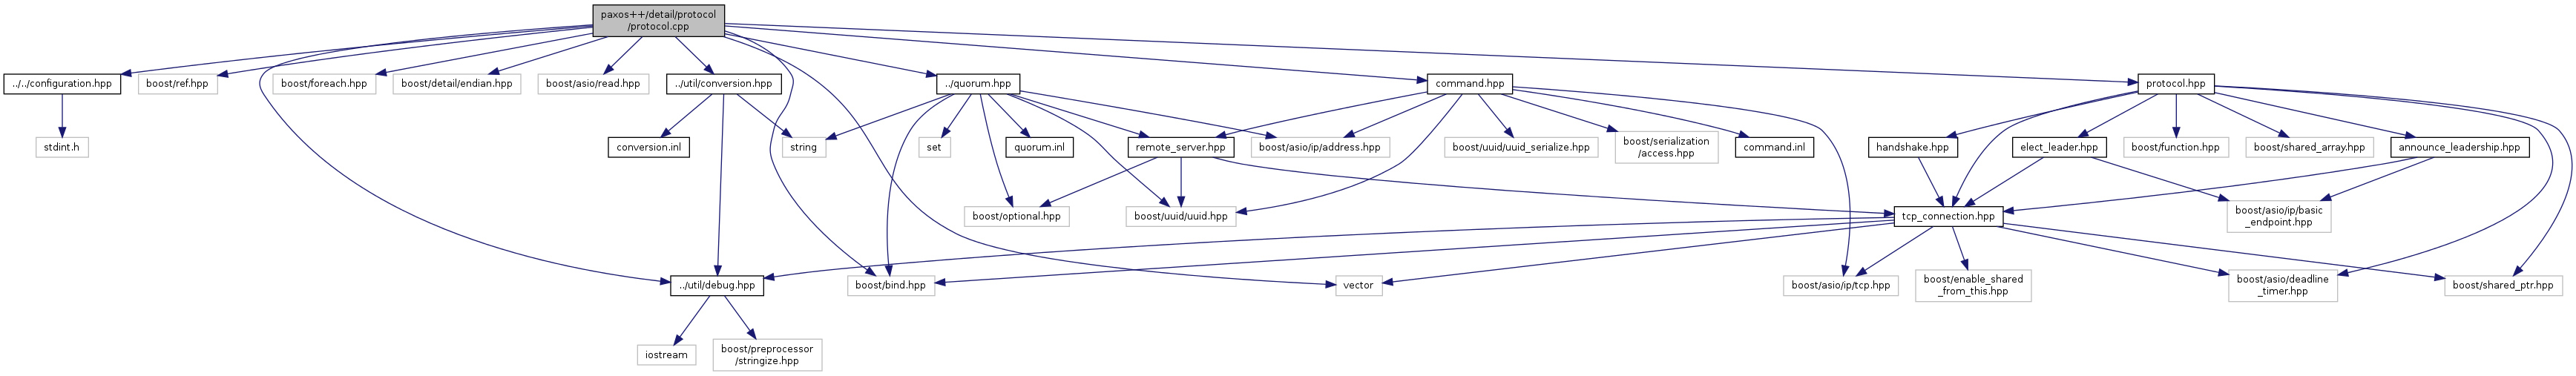 paxos++/detail/protocol
/protocol.cpp
../../configuration.hpp
boost/ref.hpp
boost/foreach.hpp
boost/detail/endian.hpp
boost/asio/read.hpp
../util/conversion.hpp
../quorum.hpp
command.hpp
protocol.hpp
stdint.h
conversion.inl
string
set
quorum.inl
remote_server.hpp
boost/asio/ip/address.hpp
boost/uuid/uuid_serialize.hpp
boost/serialization
/access.hpp
command.inl
handshake.hpp
elect_leader.hpp
boost/function.hpp
boost/shared_array.hpp
announce_leadership.hpp
boost/optional.hpp
boost/uuid/uuid.hpp
tcp_connection.hpp
boost/asio/ip/basic
_endpoint.hpp
../util/debug.hpp
boost/bind.hpp
vector
boost/asio/ip/tcp.hpp
boost/enable_shared
_from_this.hpp
boost/asio/deadline
_timer.hpp
boost/shared_ptr.hpp
iostream
boost/preprocessor
/stringize.hpp